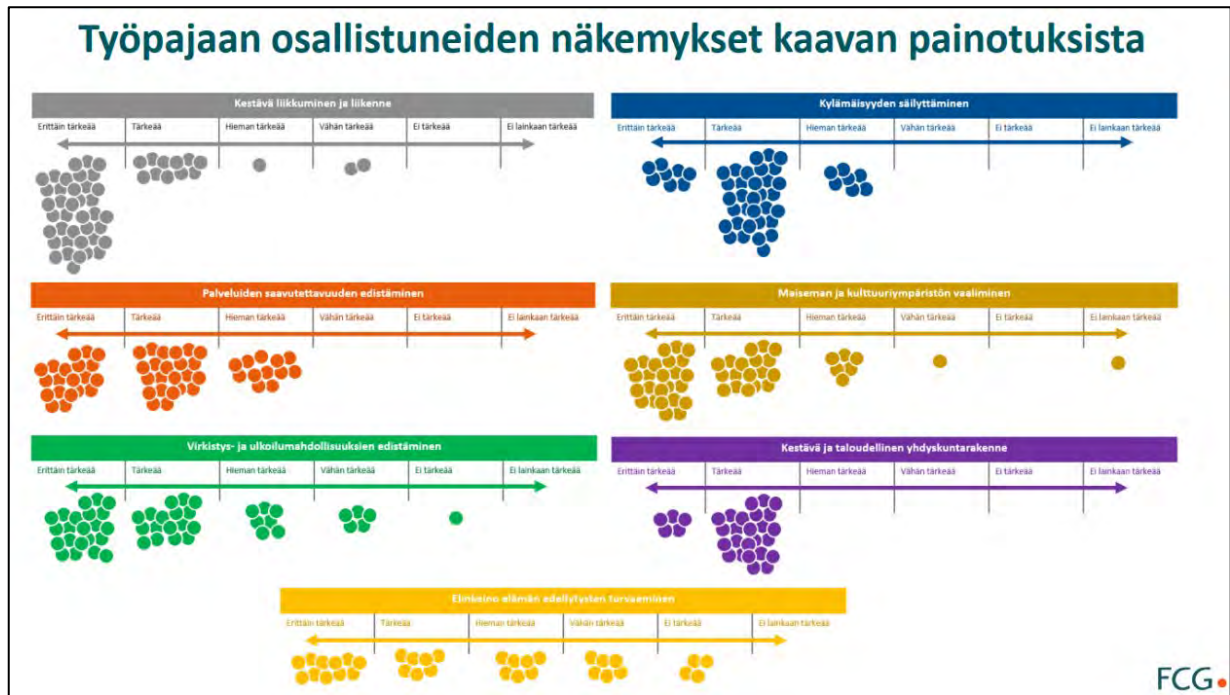 Työpajaan osallistuneiden näkemykset kaavan painotuksista
Kestävä liikkuminen ja liikenne
Erittäin tärkeää Tärkeää Hieman tärkeää Vähän tärkeää Ei tärkeää Ei lainkaan tärkeää
Kylämäisyyden säilyttäminen
Erittäin tärkeää Tärkeää Hieman tärkeää Vähän tärkeää Ei tärkeää Ei lainkaan tärkeää
Palveluiden saavutettavuuden edistäminen
Erittäin tärkeää Tärkeää Hieman tärkeää Vähän tärkeää Ei tärkeää Ei lainkaan tärkeää
Maiseman ja kulttuuriympäristön vaaliminen
Erittäin tärkeää Tärkeää Hieman tärkeää Vähän tärkeää Ei tärkeää Ei lainkaan tärkeää
Virkistys- ja ulkoilumahdollisuuksien edistäminen
Erittäin tärkeää Tärkeää Hieman tärkeää Vähän tärkeää Ei tärkeää Ei lainkaan tärkeää
Kestävä ja taloudellinen yhdyskuntarakenne
Erittäin tärkeää Tärkeää Hieman tärkeää Vähän tärkeää Ei tärkeää Ei lainkaan tärkeää
Elinkeino elämän edellytysten turvaaminen
Erittäin tärkeää Tärkeää Hieman tärkeää Vähän tärkeää Ei tärkeää Ei lainkaan tärkeää
FCG